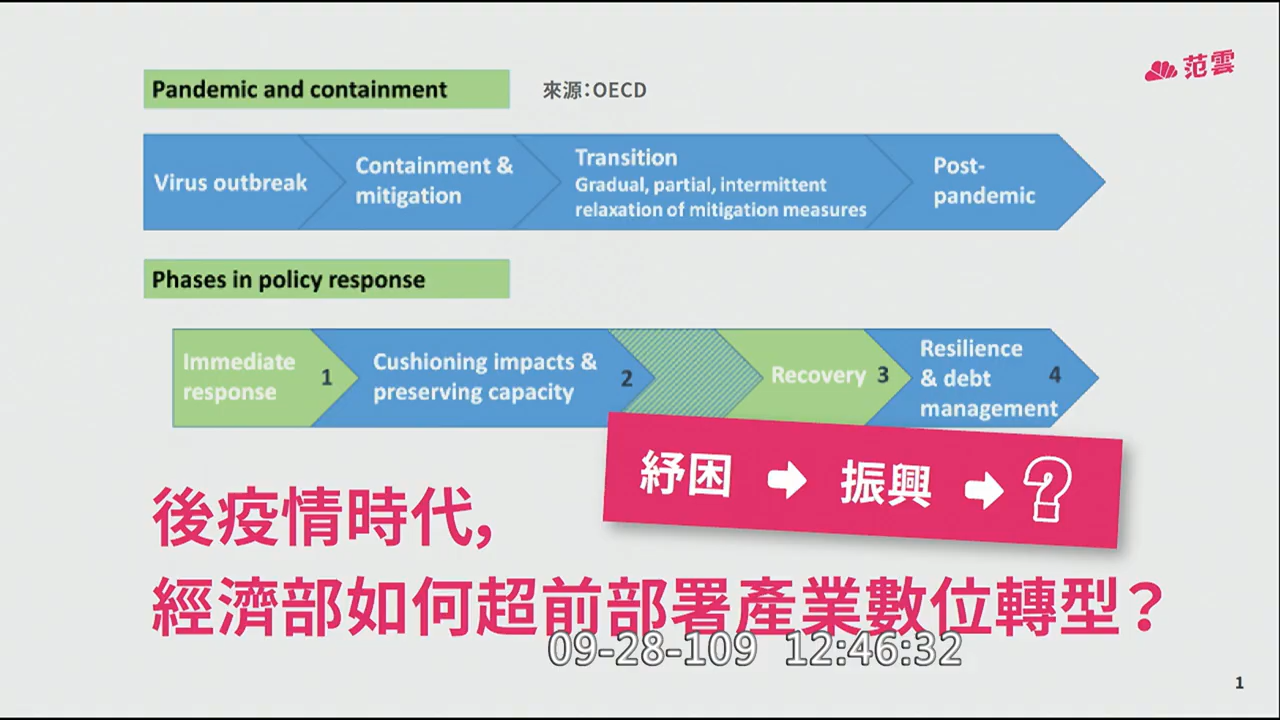 范雲
Pandemic and containment
來源：OECD
Virus outbreak
Containment &
mitigation
Transition
Gradual, partial, intermittent
relaxation of mitigation measures
Post-
pandemic
Phases in policy response
Immediate
response
1
Cushioning impacts &
preserving capacity
2
Recovery
3
Resilience
& debt
management
4
紓困 ➡ 振興 ➡ ?
後疫情時代，
經濟部如何超前部署產業數位轉型？
09-28-109 12:46:32
1